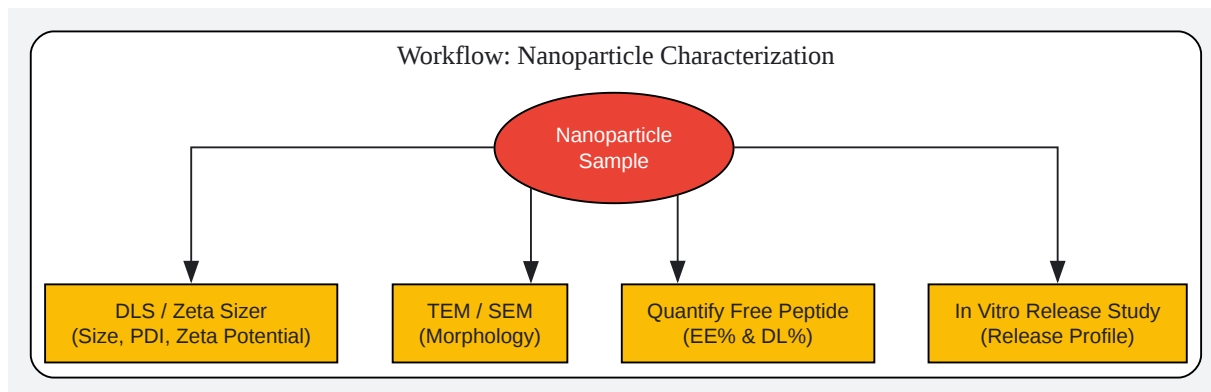 Workflow: Nanoparticle Characterization
Nanoparticle
Sample
DLS / Zeta Sizer
(Size, PDI, Zeta Potential)
TEM / SEM
(Morphology)
Quantify Free Peptide
(EE% & DL%)
In Vitro Release Study
(Release Profile)